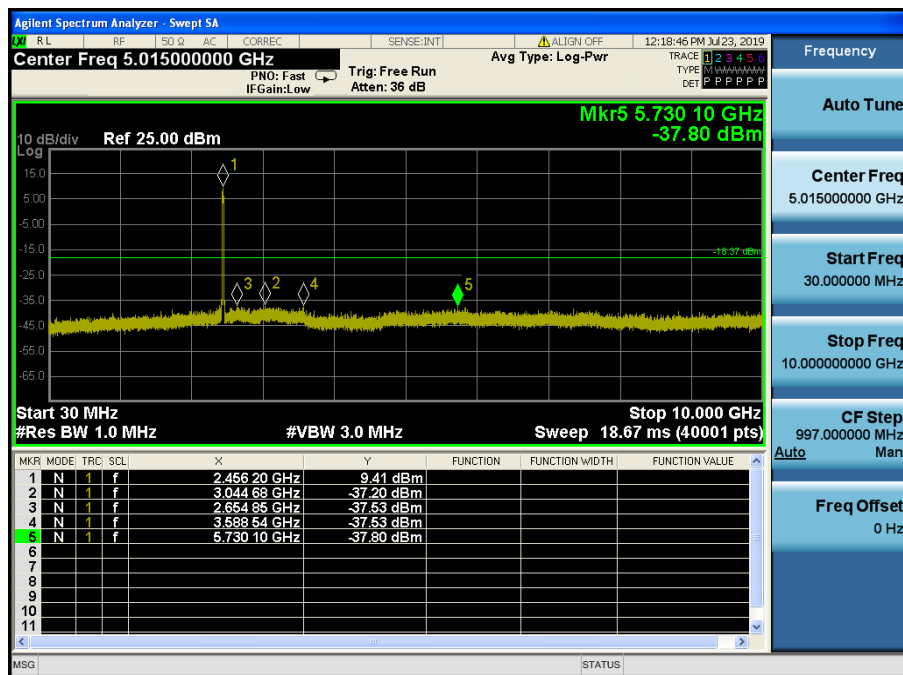 Agilent Spectrum Analyzer - Swept SA
LXI RL RF 50 Ω AC CORREC SENSE:INT ALIGN OFF 12:18:46 PM Jul 23, 2019
Center Freq 5.015000000 GHz
PNO: Fast
IFGain:Low
Trig: Free Run
Atten: 36 dB
Avg Type: Log-Pwr
TRACE 1 2 3 4 5 6
TYPE M W W W W W
DET P P P P P P
Mkr5 5.730 10 GHz
-37.80 dBm
10 dB/div Ref 25.00 dBm
Log
15.0
5.00
-5.00
-15.0
-25.0
-35.0
-45.0
-55.0
-65.0
-18.37 dBm
1
3 2 4 5
Start 30 MHz Stop 10.000 GHz
#Res BW 1.0 MHz #VBW 3.0 MHz Sweep 18.67 ms (40001 pts)
MKR MODE TRC SCL X Y FUNCTION FUNCTION WIDTH FUNCTION VALUE
1 N 1 f 2.456 20 GHz 9.41 dBm
2 N 1 f 3.044 68 GHz -37.20 dBm
3 N 1 f 2.654 85 GHz -37.53 dBm
4 N 1 f 3.588 54 GHz -37.53 dBm
5 N 1 f 5.730 10 GHz -37.80 dBm
6
7
8
9
10
11
MSG STATUS
Frequency
Auto Tune
Center Freq
5.015000000 GHz
Start Freq
30.000000 MHz
Stop Freq
10.000000000 GHz
CF Step
997.000000 MHz
Auto Man
Freq Offset
0 Hz